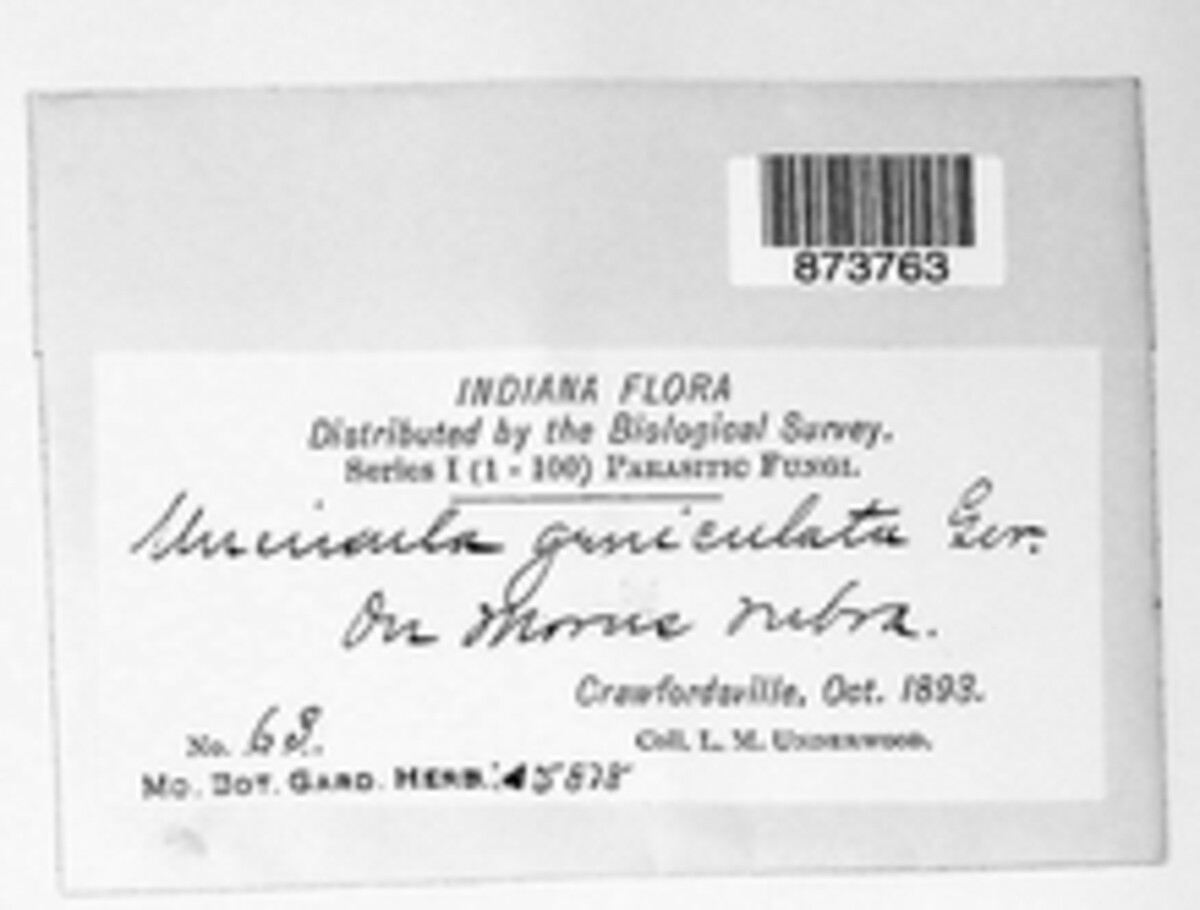 873763
INDIANA FLORA
Distributed by the Biological Survey.
Series I (1 - 100) PARASITIC FUNGI.
Uncinula geniculata Ger.
On Morus rubra.
Crawfordsville, Oct. 1893.
No. 63.
Coll. L. M. UNDERWOOD.
MO. BOT. GARD. HERB.